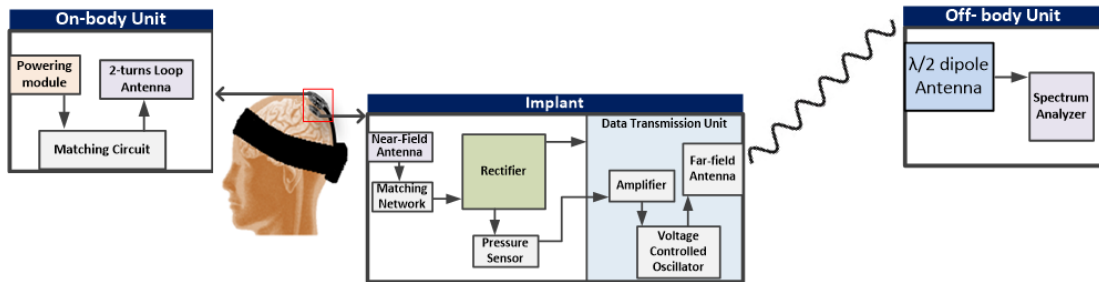 On-body Unit
Powering
module
2-turns Loop
Antenna
Matching Circuit
Implant
Near-Field
Antenna
Matching
Network
Rectifier
Pressure
Sensor
Data Transmission Unit
Amplifier
Far-field
Antenna
Voltage
Controlled
Oscillator
Off- body Unit
λ/2 dipole
Antenna
Spectrum
Analyzer